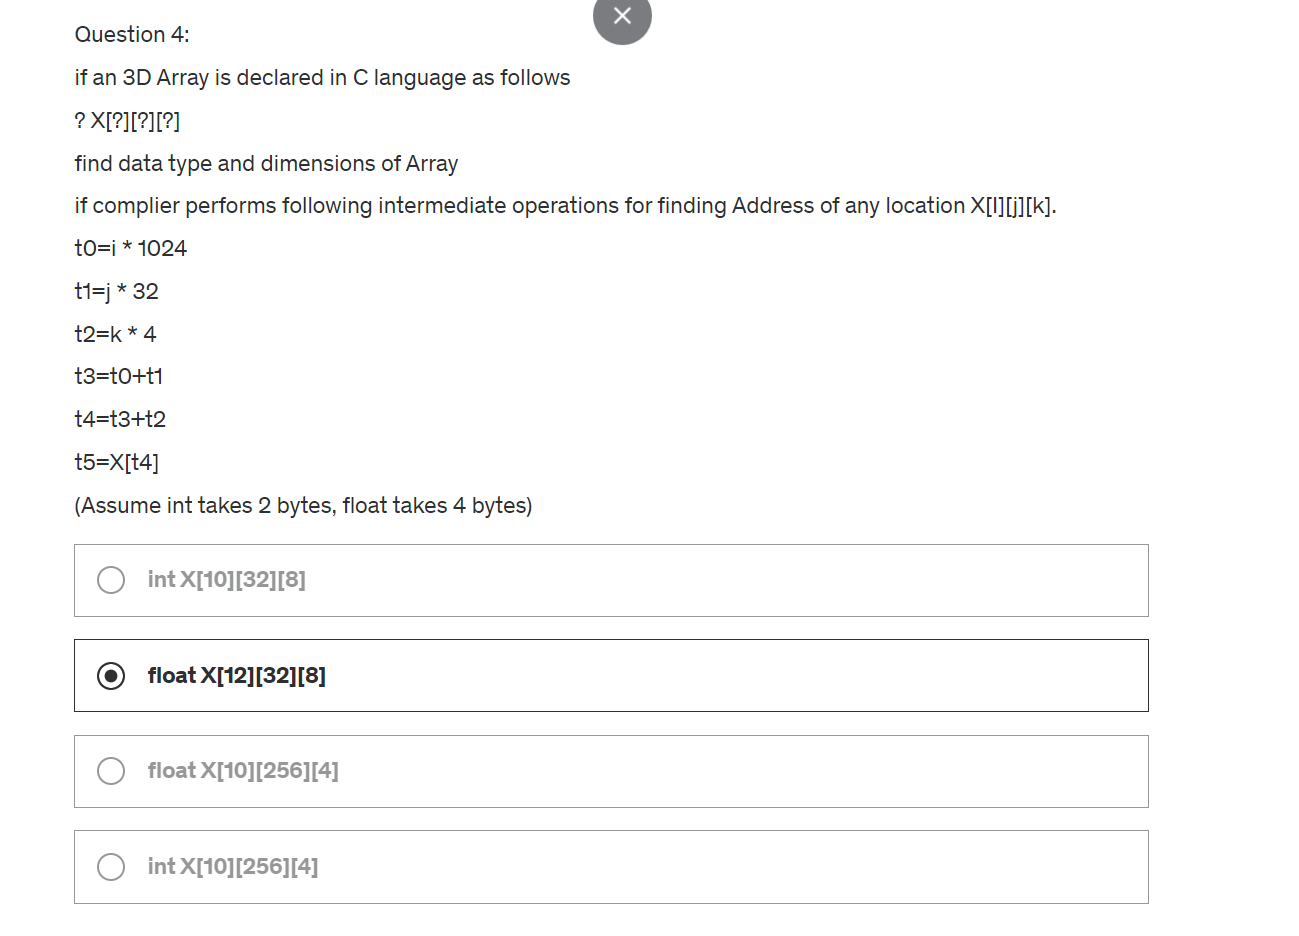 Question 4:
if an 3D Array is declared in C language as follows
? X[?][?][?]
find data type and dimensions of Array
if complier performs following intermediate operations for finding Address of any location X[I][j][k].
t0=i * 1024
t1=j * 32
t2=k * 4
t3=t0+t1
t4=t3+t2
t5=X[t4]
(Assume int takes 2 bytes, float takes 4 bytes)
int X[10][32][8]
float X[12][32][8]
float X[10][256][4]
int X[10][256][4]